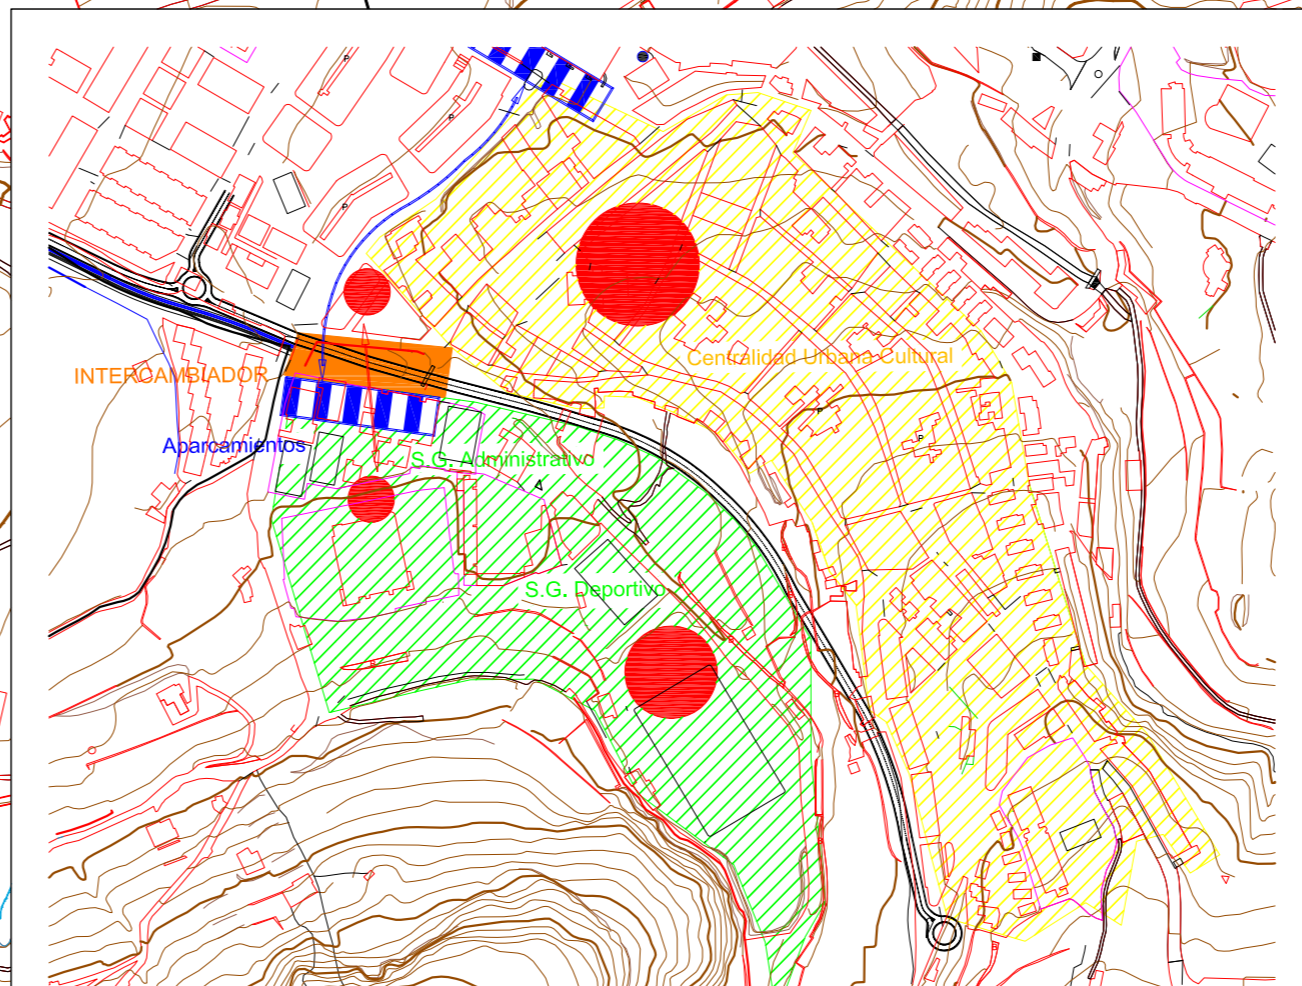 Centralidad Urbana Cultural
INTERCAMBIADOR
Aparcamientos
S.G. Administrativo
S.G. Deportivo
P
P
P
P
P